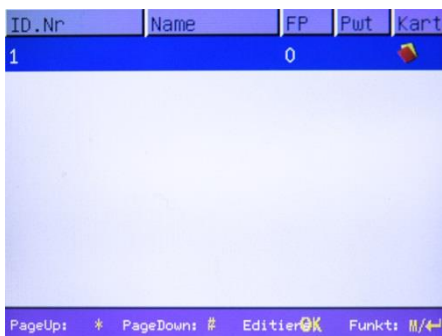 ID.Nr Name FP Pwt Kart
1 0
PageUp: * PageDown: # Editier:OK Funkt: M/↵